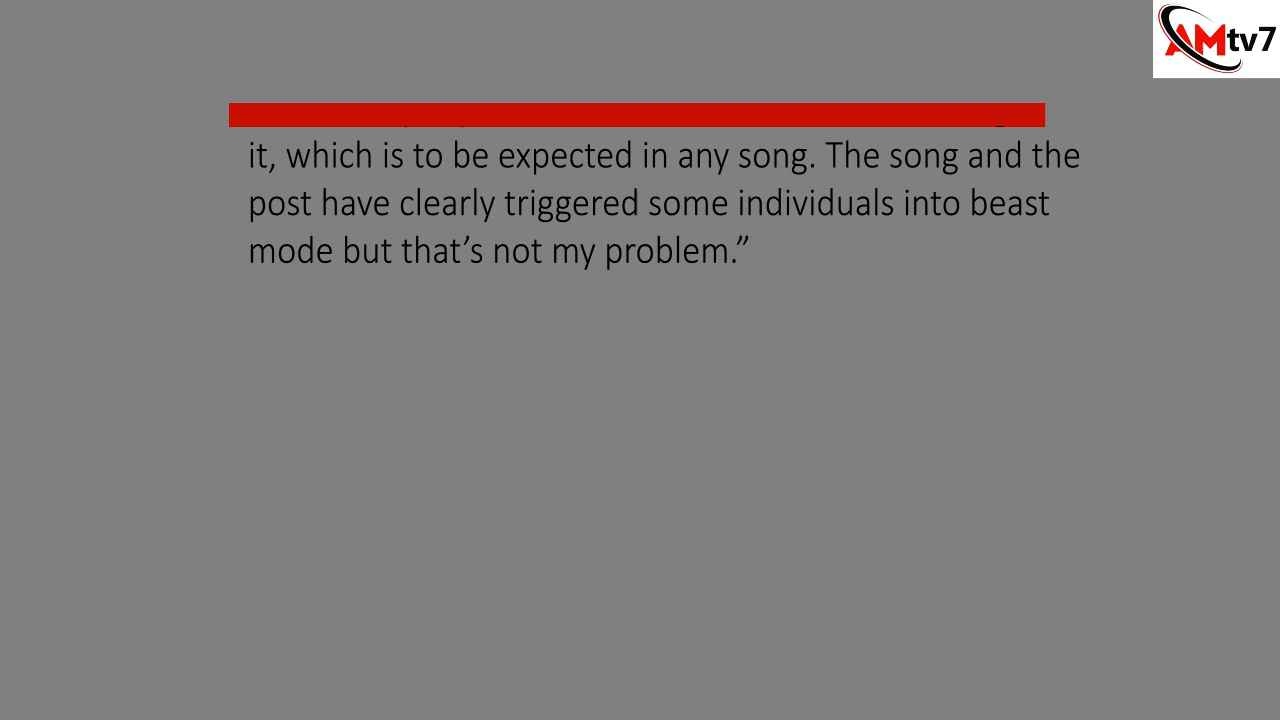 AMtv7
it, which is to be expected in any song. The song and the
post have clearly triggered some individuals into beast
mode but that’s not my problem.”